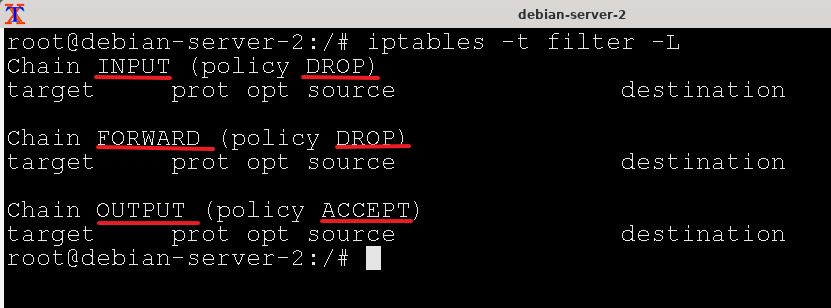 debian-server-2
root@debian-server-2:/# iptables -t filter -L
Chain INPUT (policy DROP)
target     prot opt source               destination
Chain FORWARD (policy DROP)
target     prot opt source               destination
Chain OUTPUT (policy ACCEPT)
target     prot opt source               destination
root@debian-server-2:/#